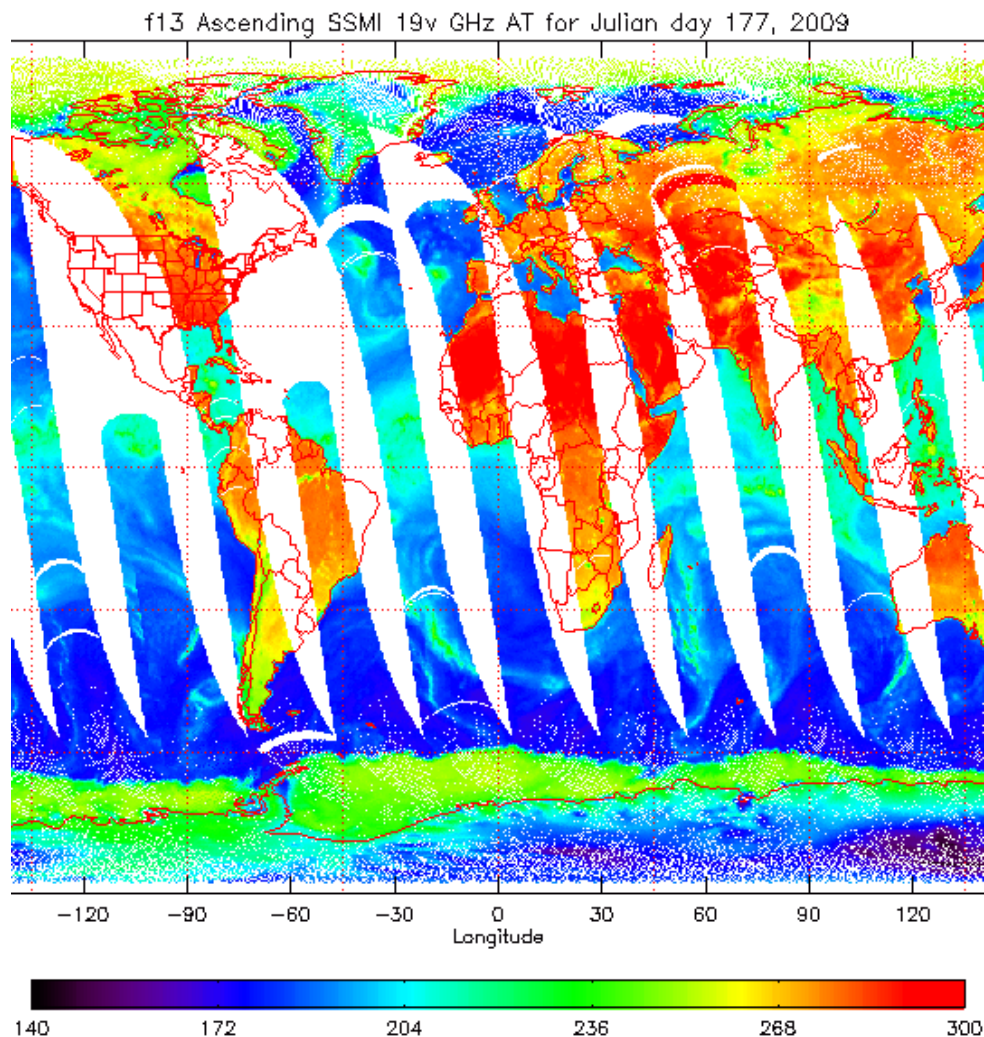 f13 Ascending SSMI 19v GHz AT for Julian day 177, 2009
-120 -90 -60 -30 0 30 60 90 120
Longitude
140 172 204 236 268 300